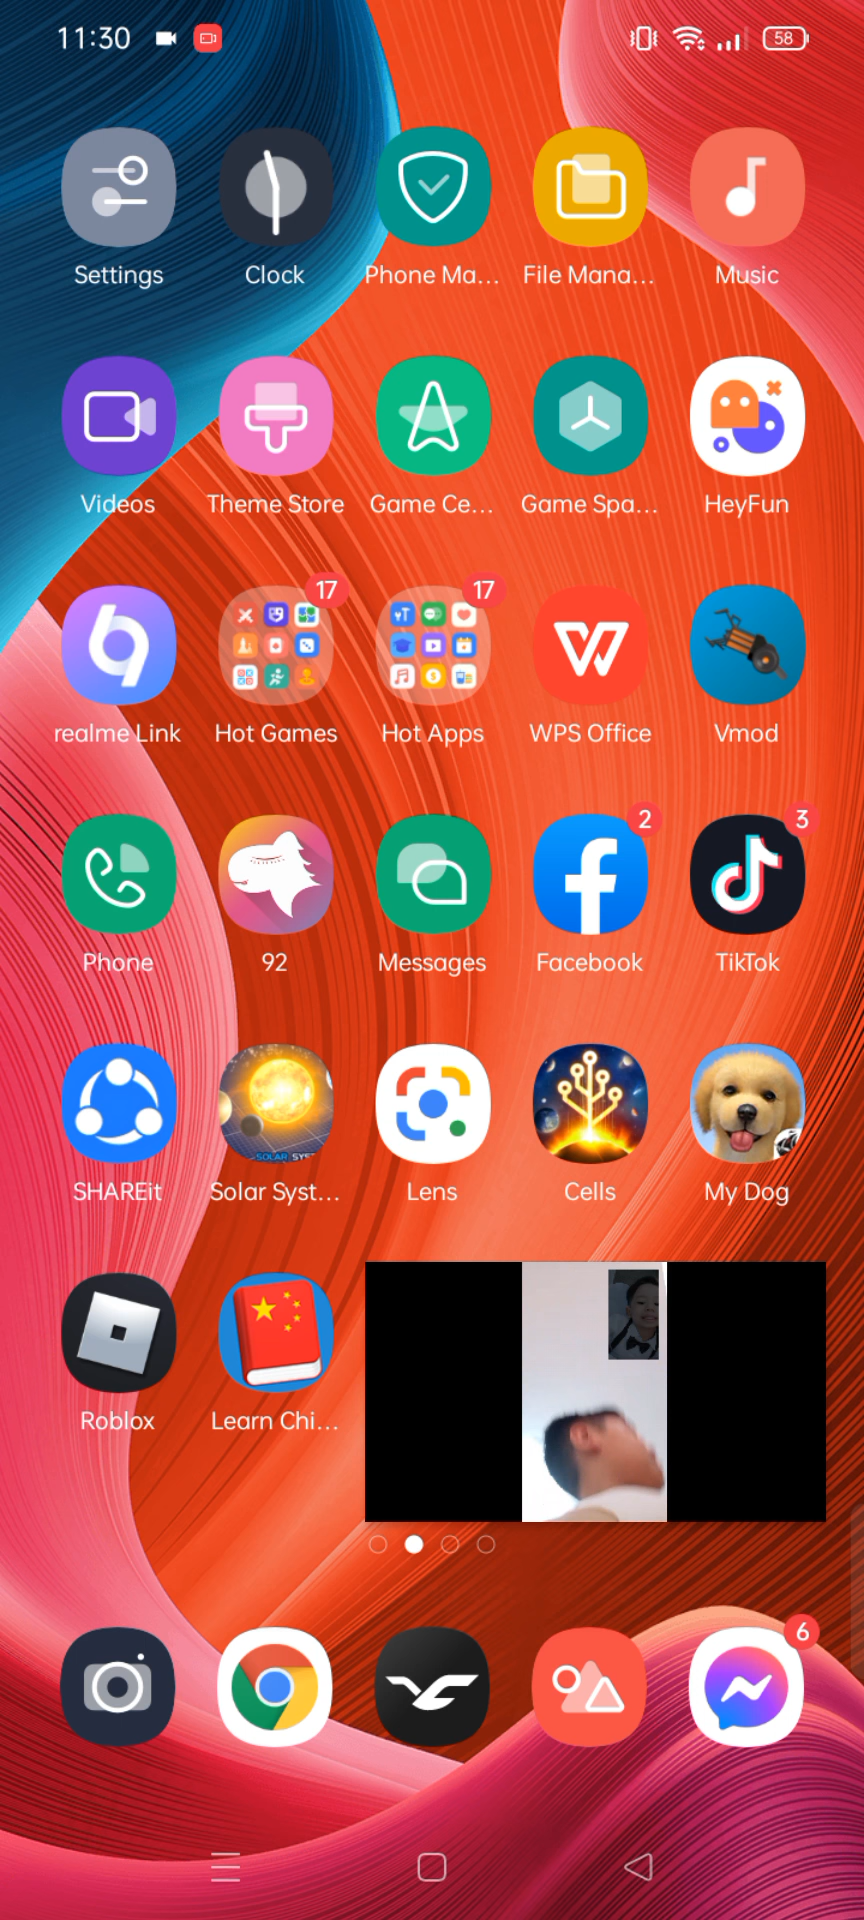 11:30 58
Settings Clock Phone Ma... File Mana... Music
Videos Theme Store Game Ce... Game Spa... HeyFun
17 17
realme Link Hot Games Hot Apps WPS Office Vmod
2 3
Phone 92 Messages Facebook TikTok
SOLAR SYST
SHAREit Solar Syst... Lens Cells My Dog
Roblox Learn Chi...
6